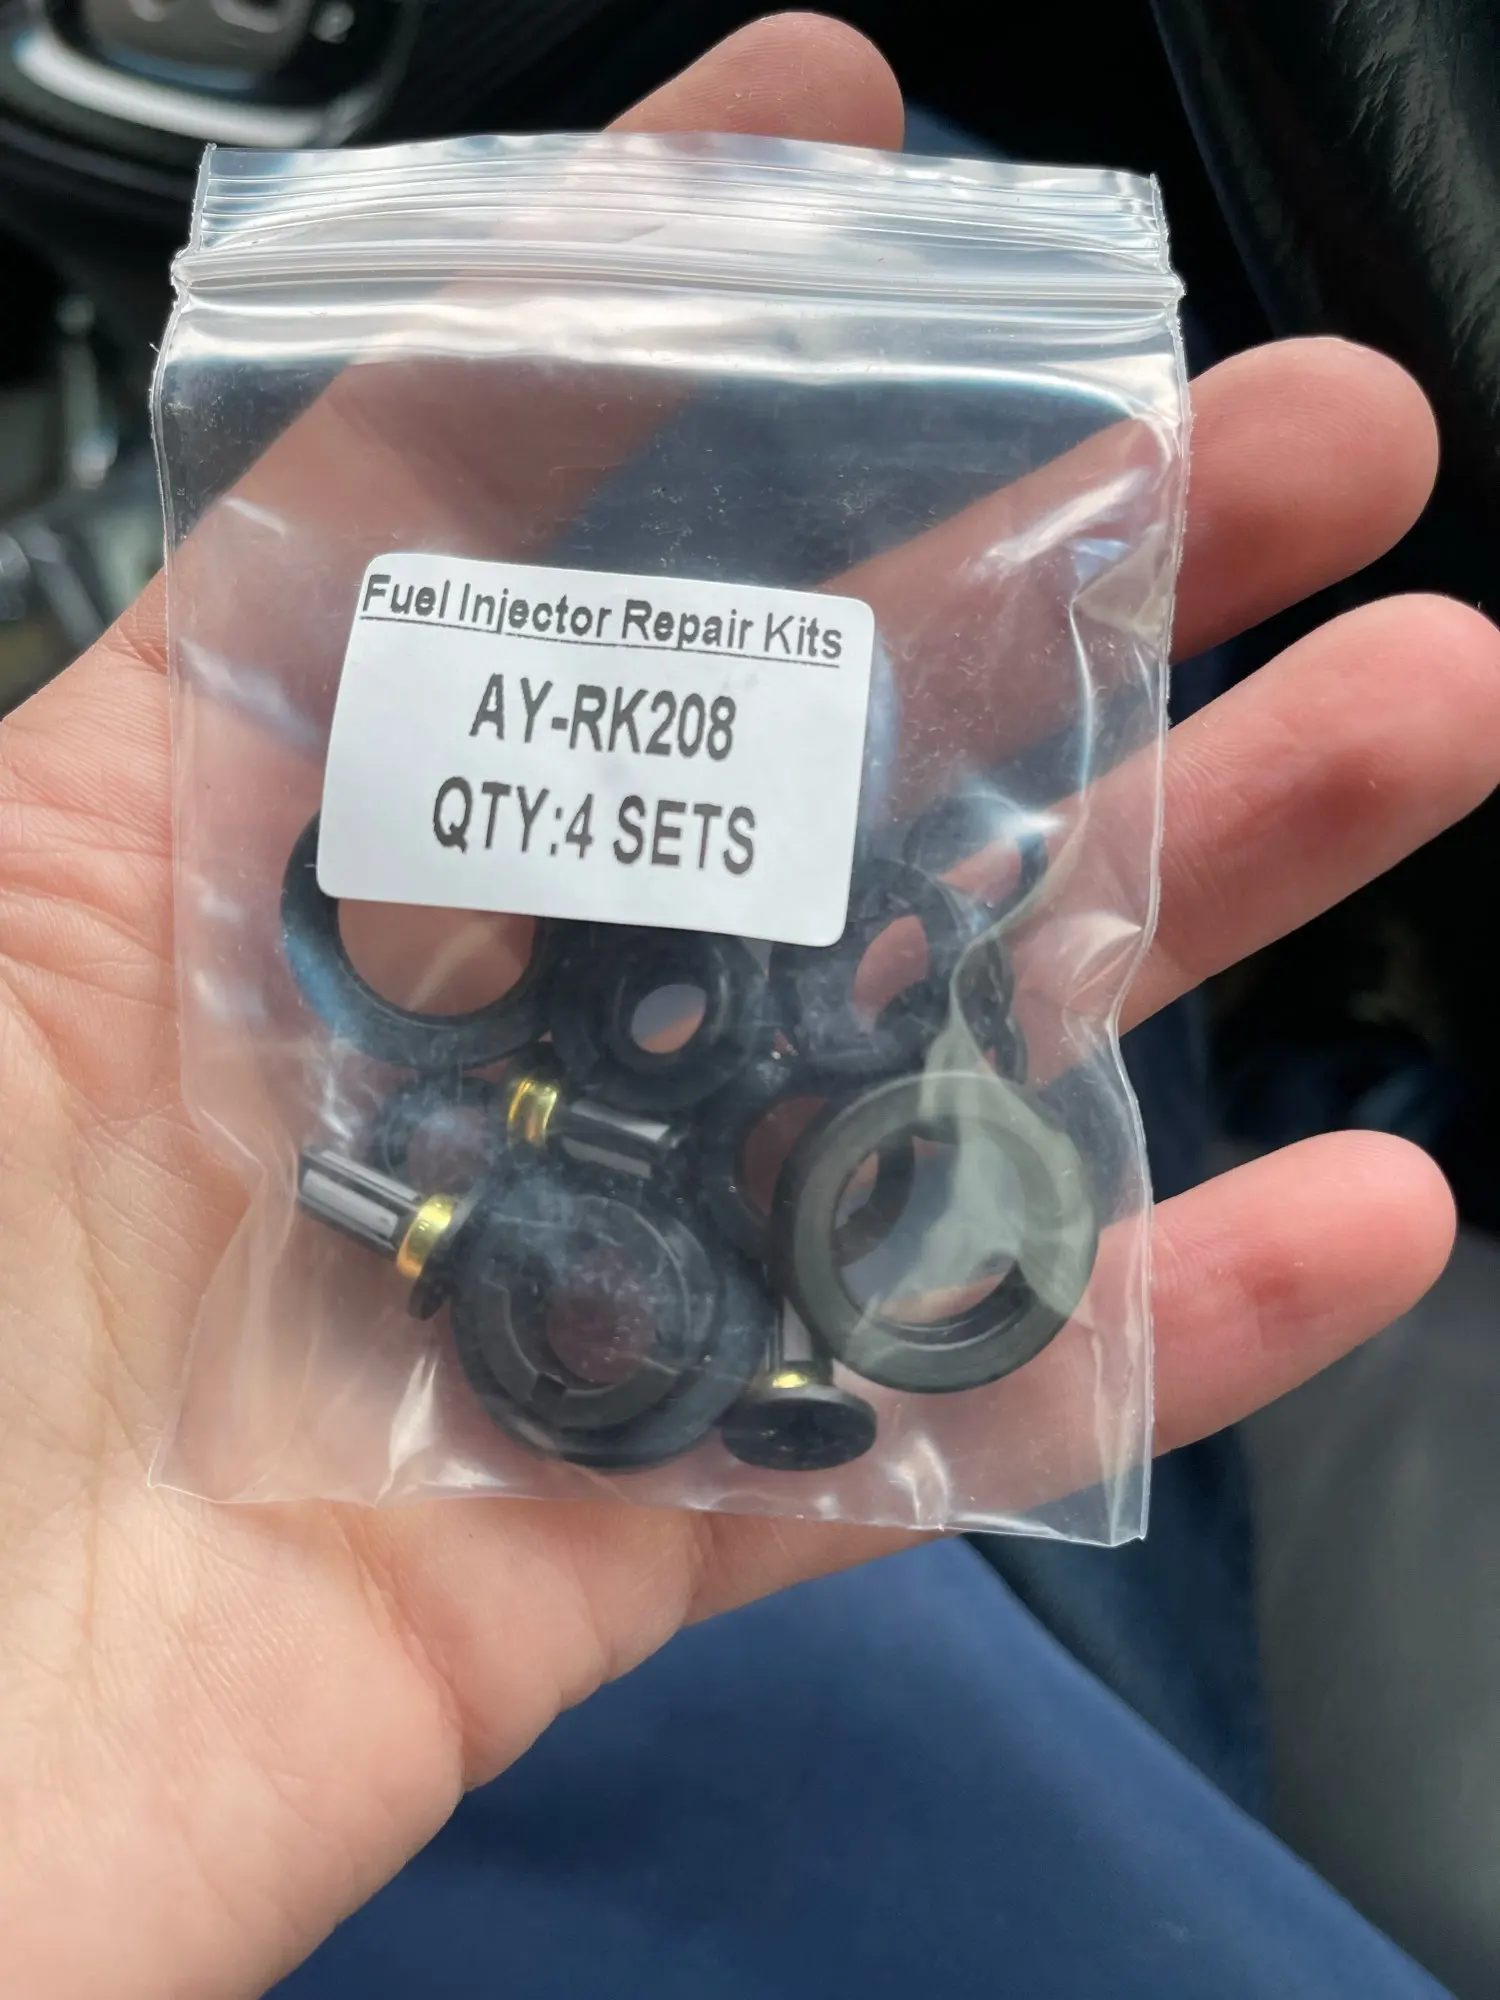 Fuel Injector Repair Kits
AY-RK208
QTY:4 SETS